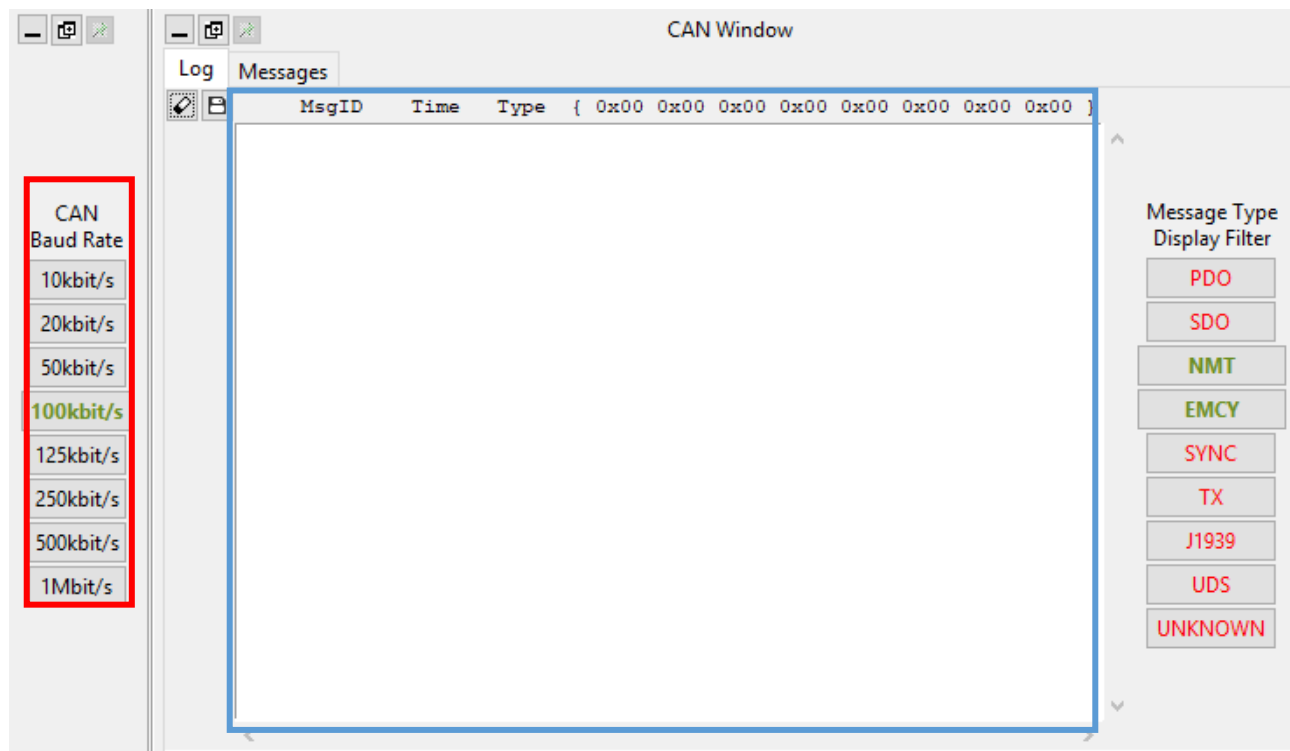 CAN Window
Log Messages
MsgID Time Type { 0x00 0x00 0x00 0x00 0x00 0x00 0x00 0x00 }
CAN
Baud Rate
10kbit/s
20kbit/s
50kbit/s
100kbit/s
125kbit/s
250kbit/s
500kbit/s
1Mbit/s
Message Type
Display Filter
PDO
SDO
NMT
EMCY
SYNC
TX
J1939
UDS
UNKNOWN